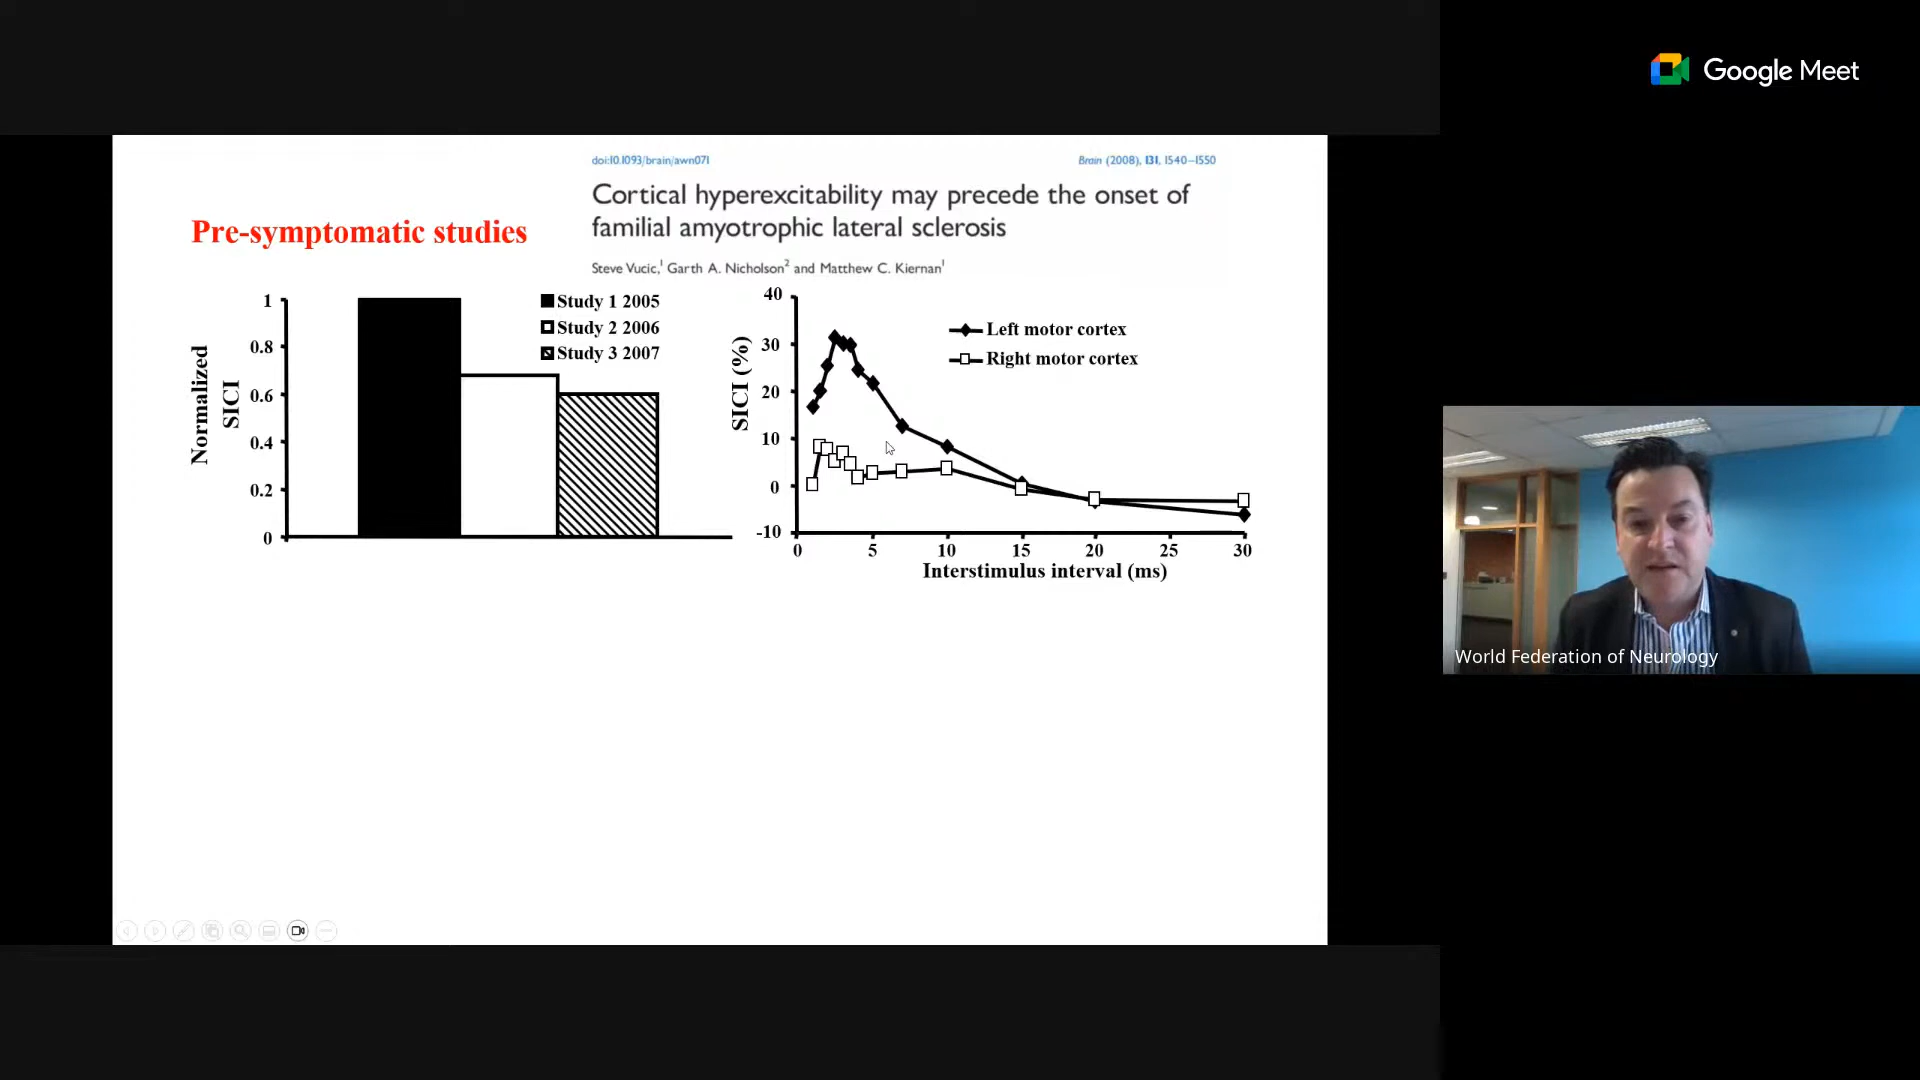 Google Meet
doi:10.1093/brain/awn071
Brain (2008), 131, 1540–1550
Cortical hyperexcitability may precede the onset of
familial amyotrophic lateral sclerosis
Pre-symptomatic studies
Steve Vucic,1 Garth A. Nicholson2 and Matthew C. Kiernan1
Normalized
SICI
1
0.8
0.6
0.4
0.2
0
Study 1 2005
Study 2 2006
Study 3 2007
SICI (%)
40
30
20
10
0
-10
Left motor cortex
Right motor cortex
0 5 10 15 20 25 30
Interstimulus interval (ms)
World Federation of Neurology